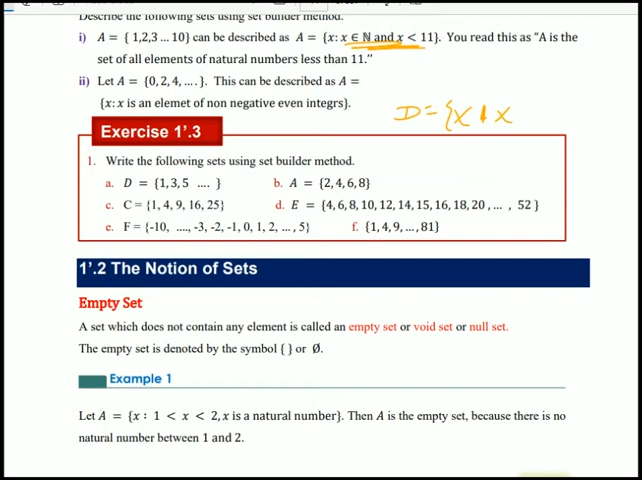 Describe the following sets using set builder method.
i) A = { 1,2,3 … 10} can be described as A = {x: x ∈ ℕ and x < 11}. You read this as “A is the
set of all elements of natural numbers less than 11.”
ii) Let A = {0, 2, 4, … . }. This can be described as A =
{x: x is an elemet of non negative even integrs}.
D = {x | x
Exercise 1’.3
1. Write the following sets using set builder method.
a. D = {1, 3, 5 …. } b. A = {2, 4, 6, 8}
c. C = {1, 4, 9, 16, 25} d. E = {4, 6, 8, 10, 12, 14, 15, 16, 18, 20 , … , 52 }
e. F = {-10, …., -3, -2, -1, 0, 1, 2, … , 5} f. {1, 4, 9, … , 81}
1’.2 The Notion of Sets
Empty Set
A set which does not contain any element is called an empty set or void set or null set.
The empty set is denoted by the symbol { } or Ø.
Example 1
Let A = {x : 1 < x < 2, x is a natural number}. Then A is the empty set, because there is no
natural number between 1 and 2.